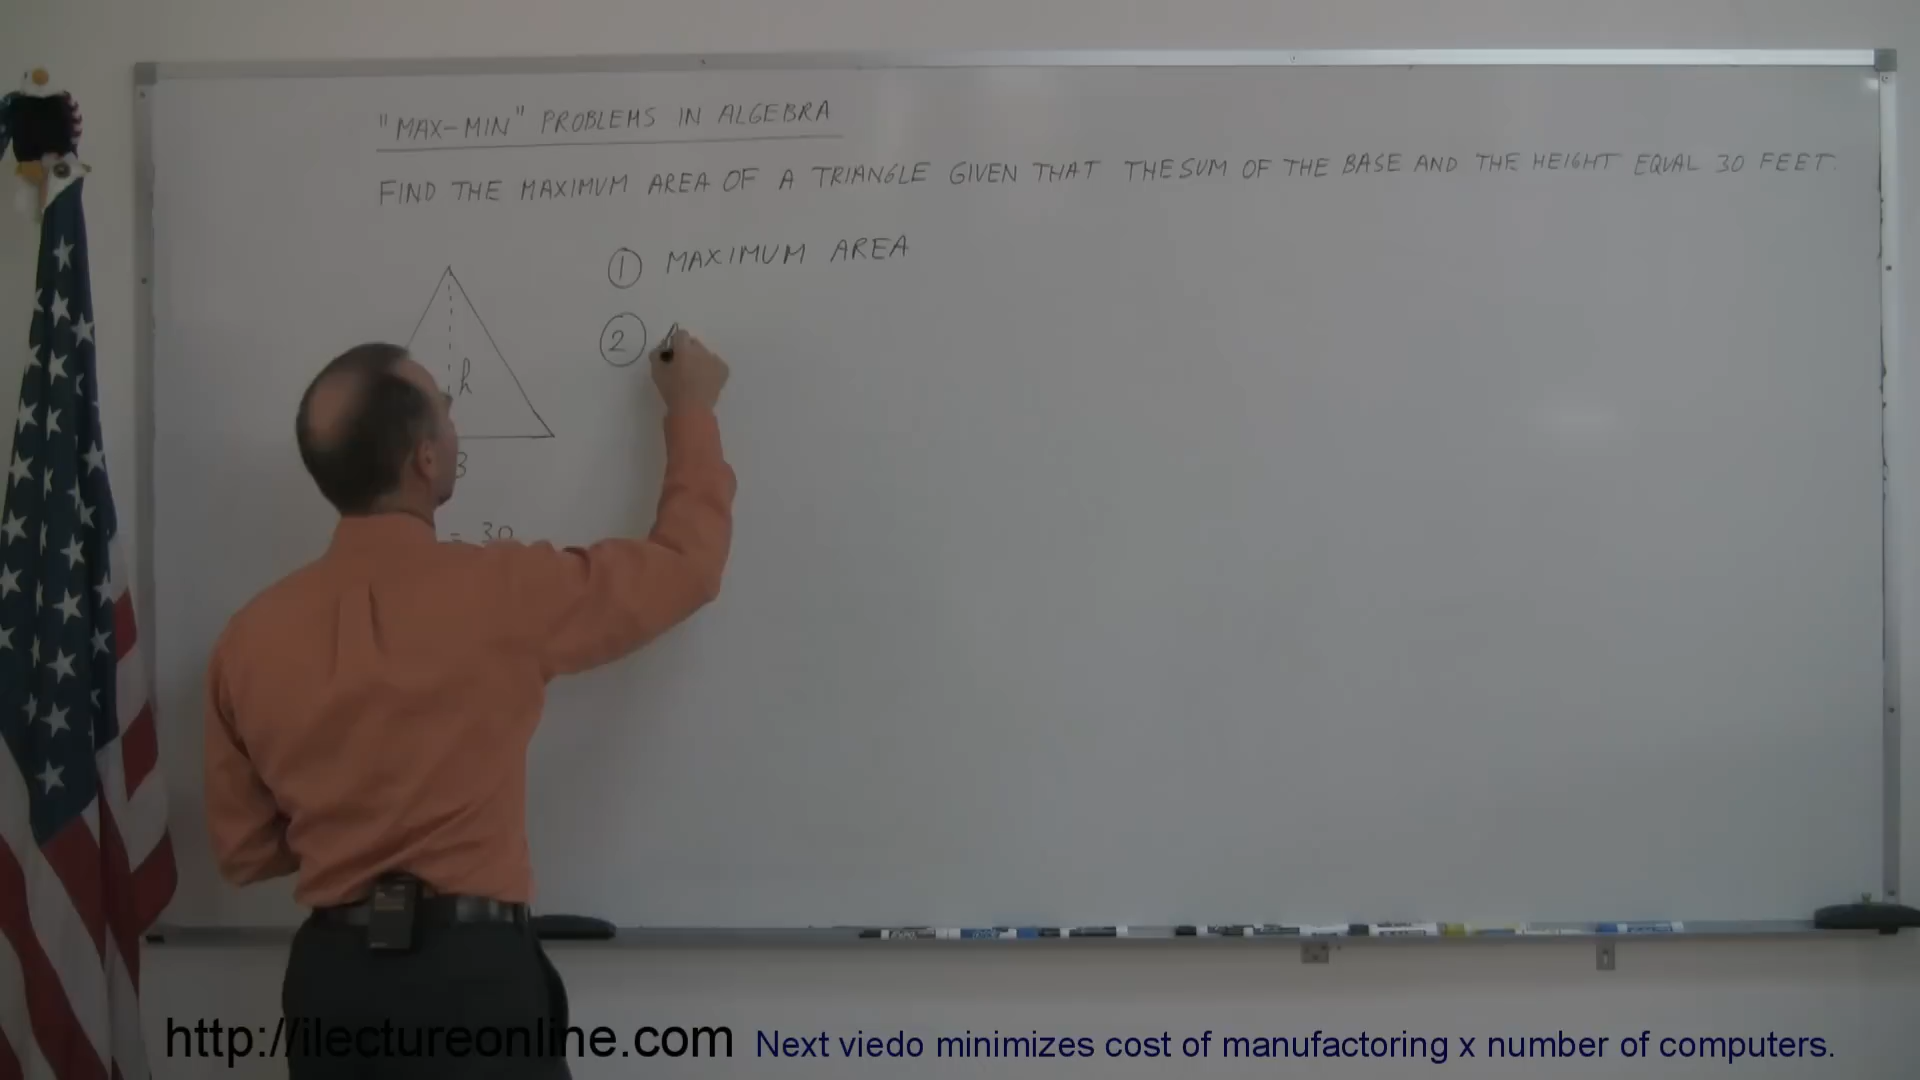 "MAX-MIN" PROBLEMS IN ALGEBRA
FIND THE MAXIMUM AREA OF A TRIANGLE GIVEN THAT THE SUM OF THE BASE AND THE HEIGHT EQUAL 30 FEET.
① MAXIMUM AREA
②
h
= 30
http://ilectureonline.com Next viedo minimizes cost of manufactoring x number of computers.